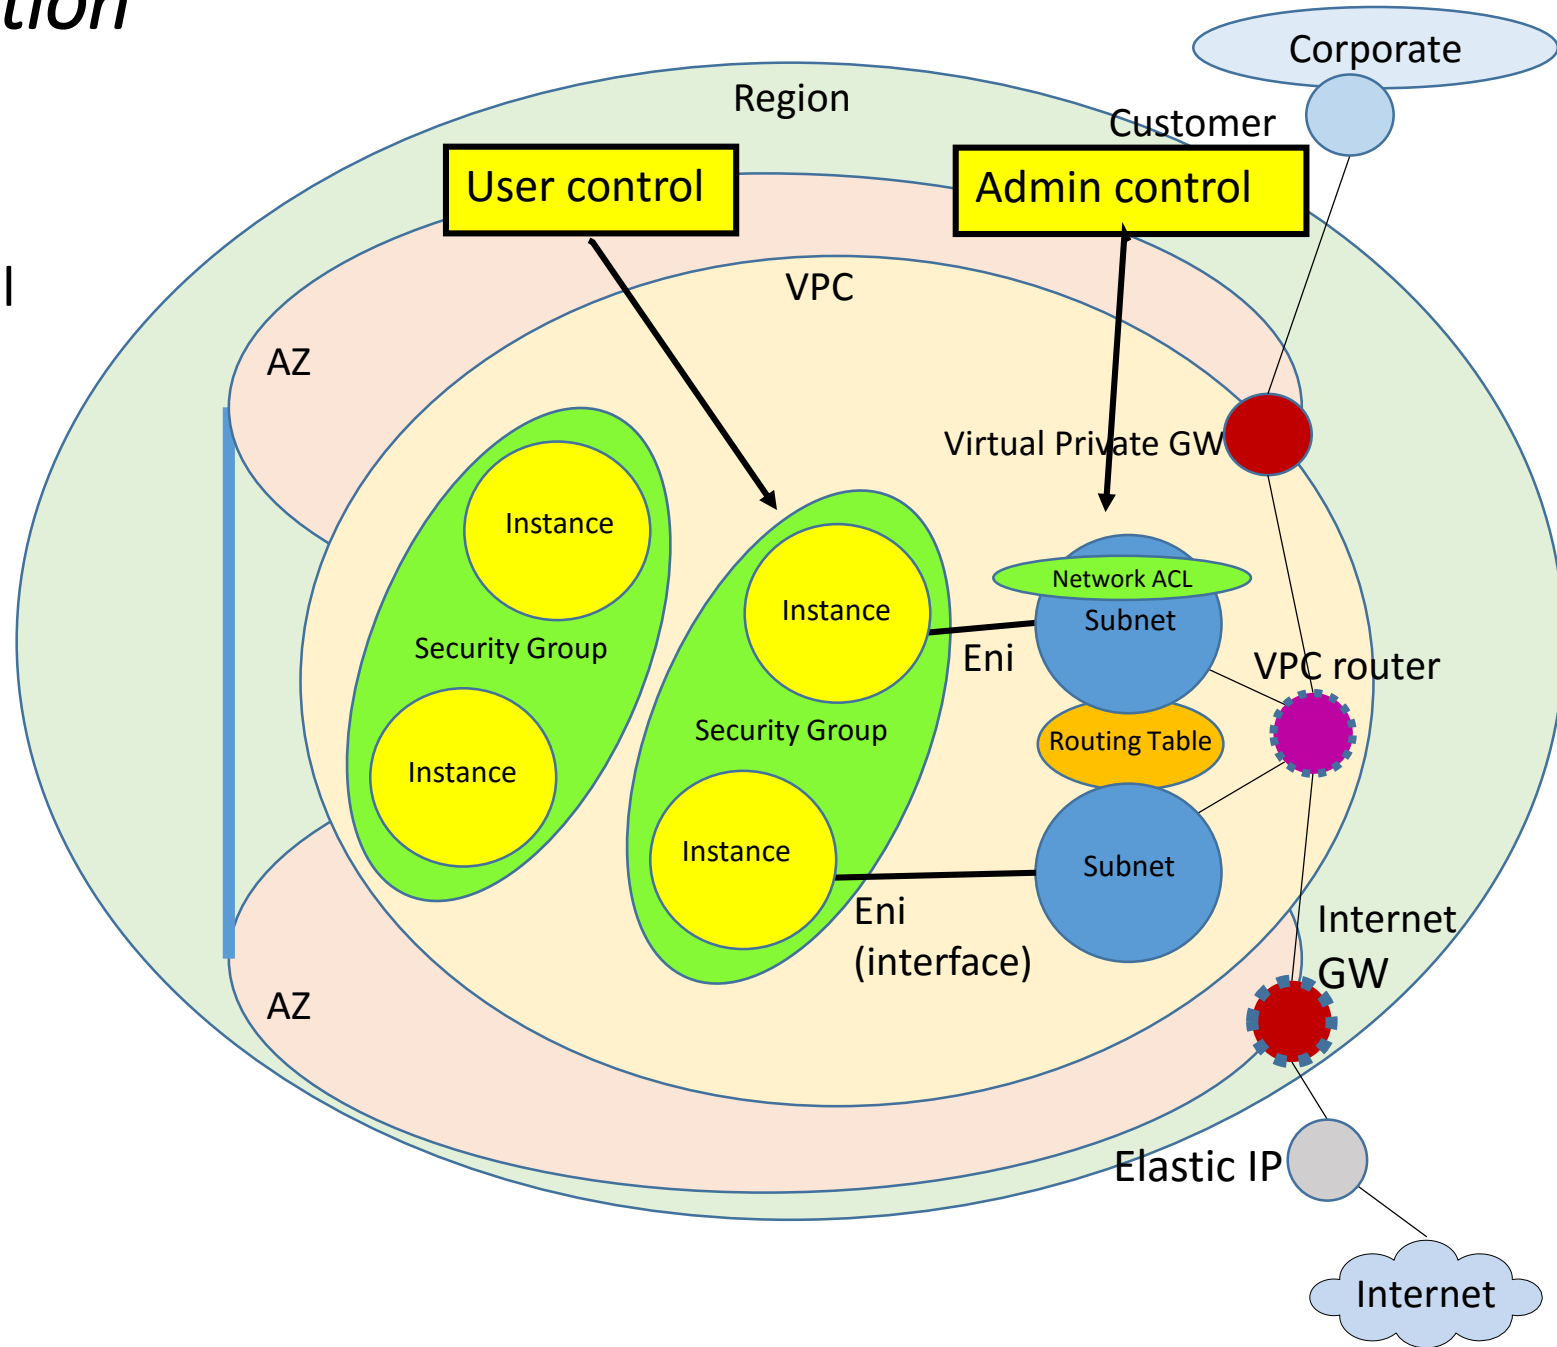 tion
Corporate
Region
Customer
User control
Admin control
l
VPC
AZ
Virtual Private GW
Instance
Network ACL
Instance
Subnet
Security Group
Eni
VPC router
Security Group
Routing Table
Instance
Instance
Subnet
Eni
(interface)
Internet
GW
AZ
Elastic IP
Internet